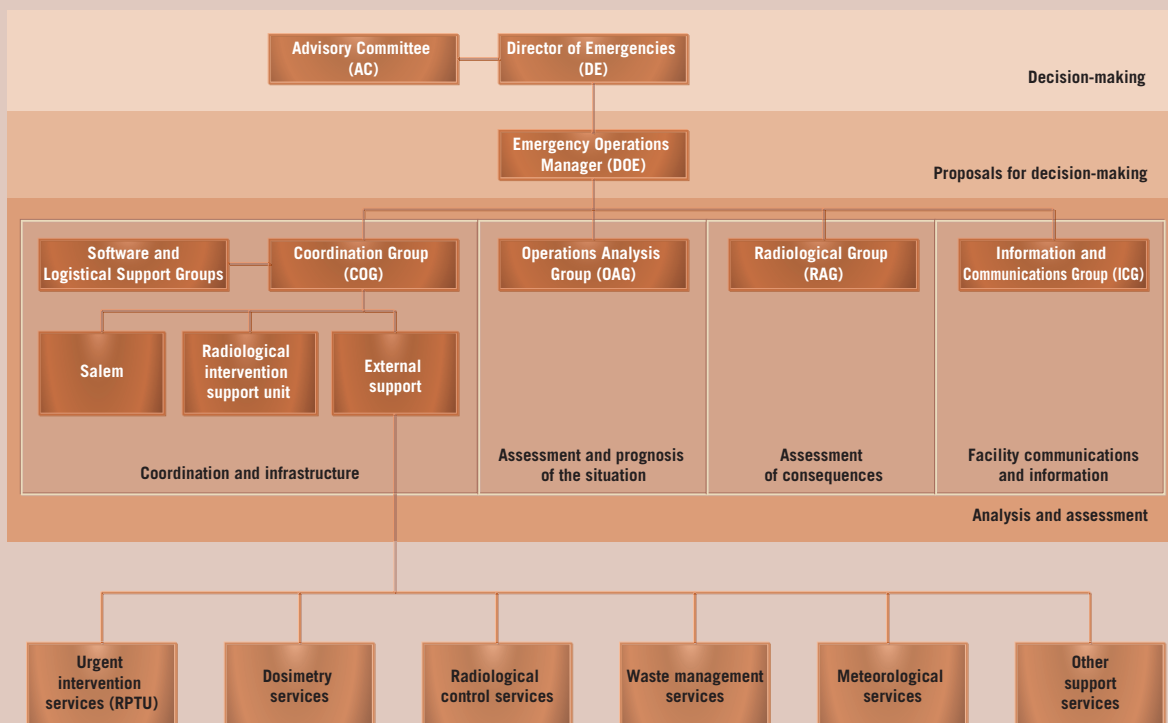 Advisory Committee
(AC)
Director of Emergencies
(DE)
Decision-making
Emergency Operations
Manager (DOE)
Proposals for decision-making
Software and
Logistical Support Groups
Coordination Group
(COG)
Operations Analysis
Group (OAG)
Radiological Group
(RAG)
Information and
Communications Group (ICG)
Salem
Radiological
intervention
support unit
External
support
Coordination and infrastructure
Assessment and prognosis
of the situation
Assessment
of consequences
Facility communications
and information
Analysis and assessment
Urgent
intervention
services (RPTU)
Dosimetry
services
Radiological
control services
Waste management
services
Meteorological
services
Other
support
services